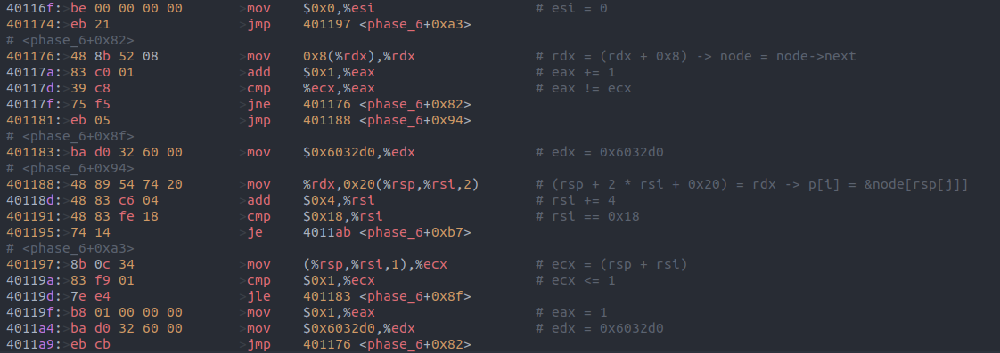 40116f:>be 00 00 00 00 >mov $0x0,%esi # esi = 0
401174:>eb 21 >jmp 401197 <phase_6+0xa3>
# <phase_6+0x82>
401176:>48 8b 52 08 >mov 0x8(%rdx),%rdx # rdx = (rdx + 0x8) -> node = node->next
40117a:>83 c0 01 >add $0x1,%eax # eax += 1
40117d:>39 c8 >cmp %ecx,%eax # eax != ecx
40117f:>75 f5 >jne 401176 <phase_6+0x82>
401181:>eb 05 >jmp 401188 <phase_6+0x94>
# <phase_6+0x8f>
401183:>ba d0 32 60 00 >mov $0x6032d0,%edx # edx = 0x6032d0
# <phase_6+0x94>
401188:>48 89 54 74 20 >mov %rdx,0x20(%rsp,%rsi,2) # (rsp + 2 * rsi + 0x20) = rdx -> p[i] = &node[rsp[j]]
40118d:>48 83 c6 04 >add $0x4,%rsi # rsi += 4
401191:>48 83 fe 18 >cmp $0x18,%rsi # rsi == 0x18
401195:>74 14 >je 4011ab <phase_6+0xb7>
# <phase_6+0xa3>
401197:>8b 0c 34 >mov (%rsp,%rsi,1),%ecx # ecx = (rsp + rsi)
40119a:>83 f9 01 >cmp $0x1,%ecx # ecx <= 1
40119d:>7e e4 >jle 401183 <phase_6+0x8f>
40119f:>b8 01 00 00 00 >mov $0x1,%eax # eax = 1
4011a4:>ba d0 32 60 00 >mov $0x6032d0,%edx # edx = 0x6032d0
4011a9:>eb cb >jmp 401176 <phase_6+0x82>